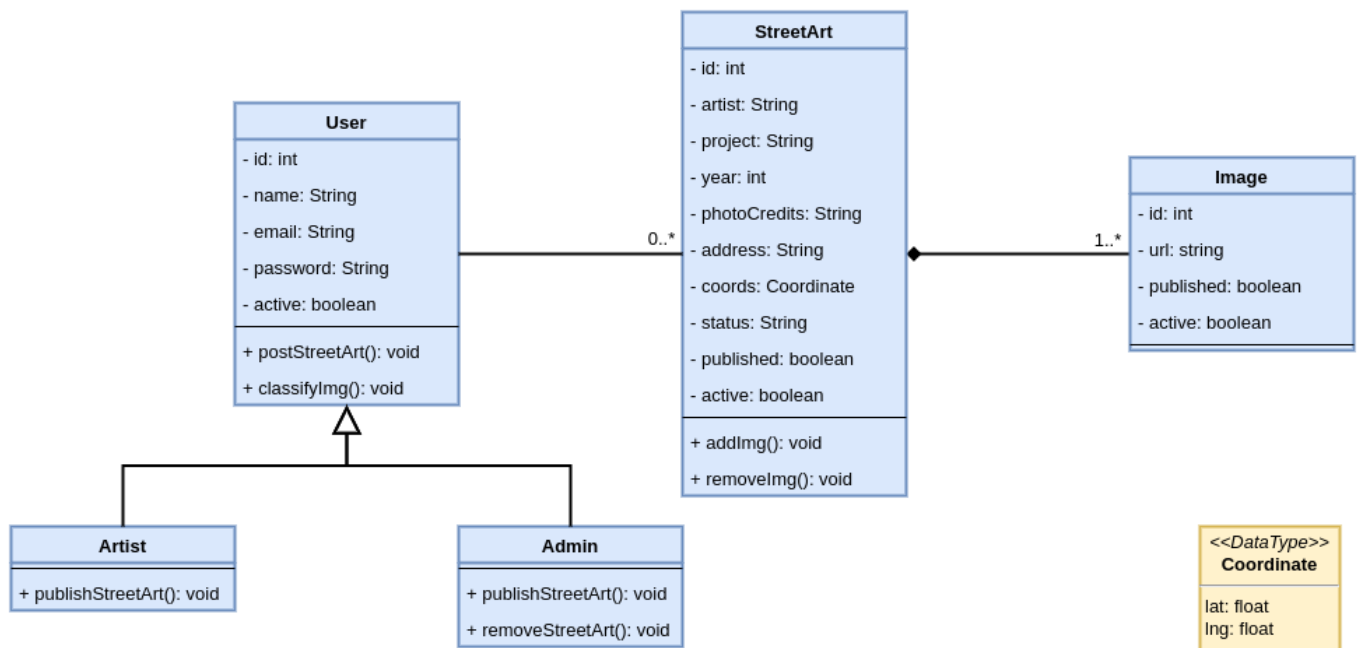 StreetArt
- id: int
- artist: String
- project: String
- year: int
- photoCredits: String
- address: String
- coords: Coordinate
- status: String
- published: boolean
- active: boolean
+ addImg(): void
+ removeImg(): void
User
- id: int
- name: String
- email: String
- password: String
- active: boolean
+ postStreetArt(): void
+ classifyImg(): void
0..*
1..*
Image
- id: int
- url: string
- published: boolean
- active: boolean
Artist
+ publishStreetArt(): void
Admin
+ publishStreetArt(): void
+ removeStreetArt(): void
<<DataType>>
Coordinate
lat: float
lng: float